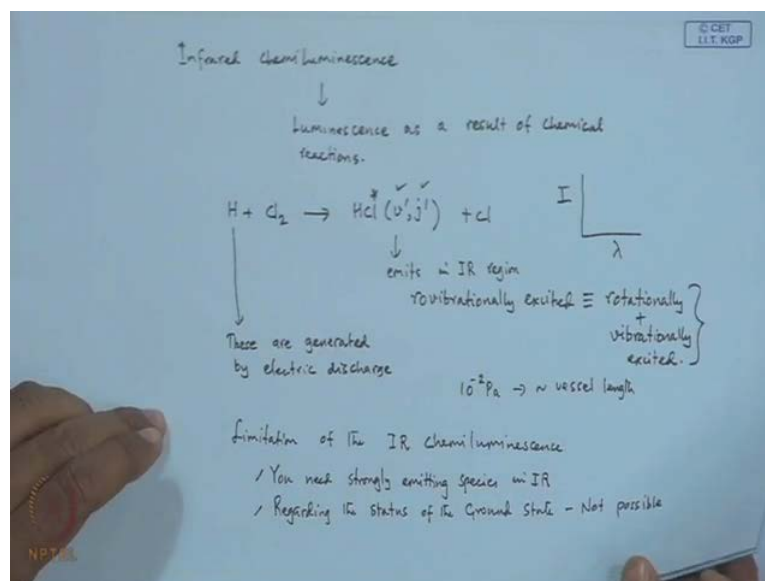 © CET
I.I.T. KGP
Infrared chemiluminescence
↓
Luminescence as a result of chemical
reactions.
H + Cl₂ → HCl* (v', j') + Cl
I
λ
↓
emits in IR region
rovibrationally excited ≡ rotationally
+
vibrationally
excited.
These are generated
by electric discharge
10⁻² Pa → ~ vessel length
Limitation of the IR chemiluminescence
/ You need strongly emitting species in IR
/ Regarding the status of the Ground State – Not possible
NPTEL